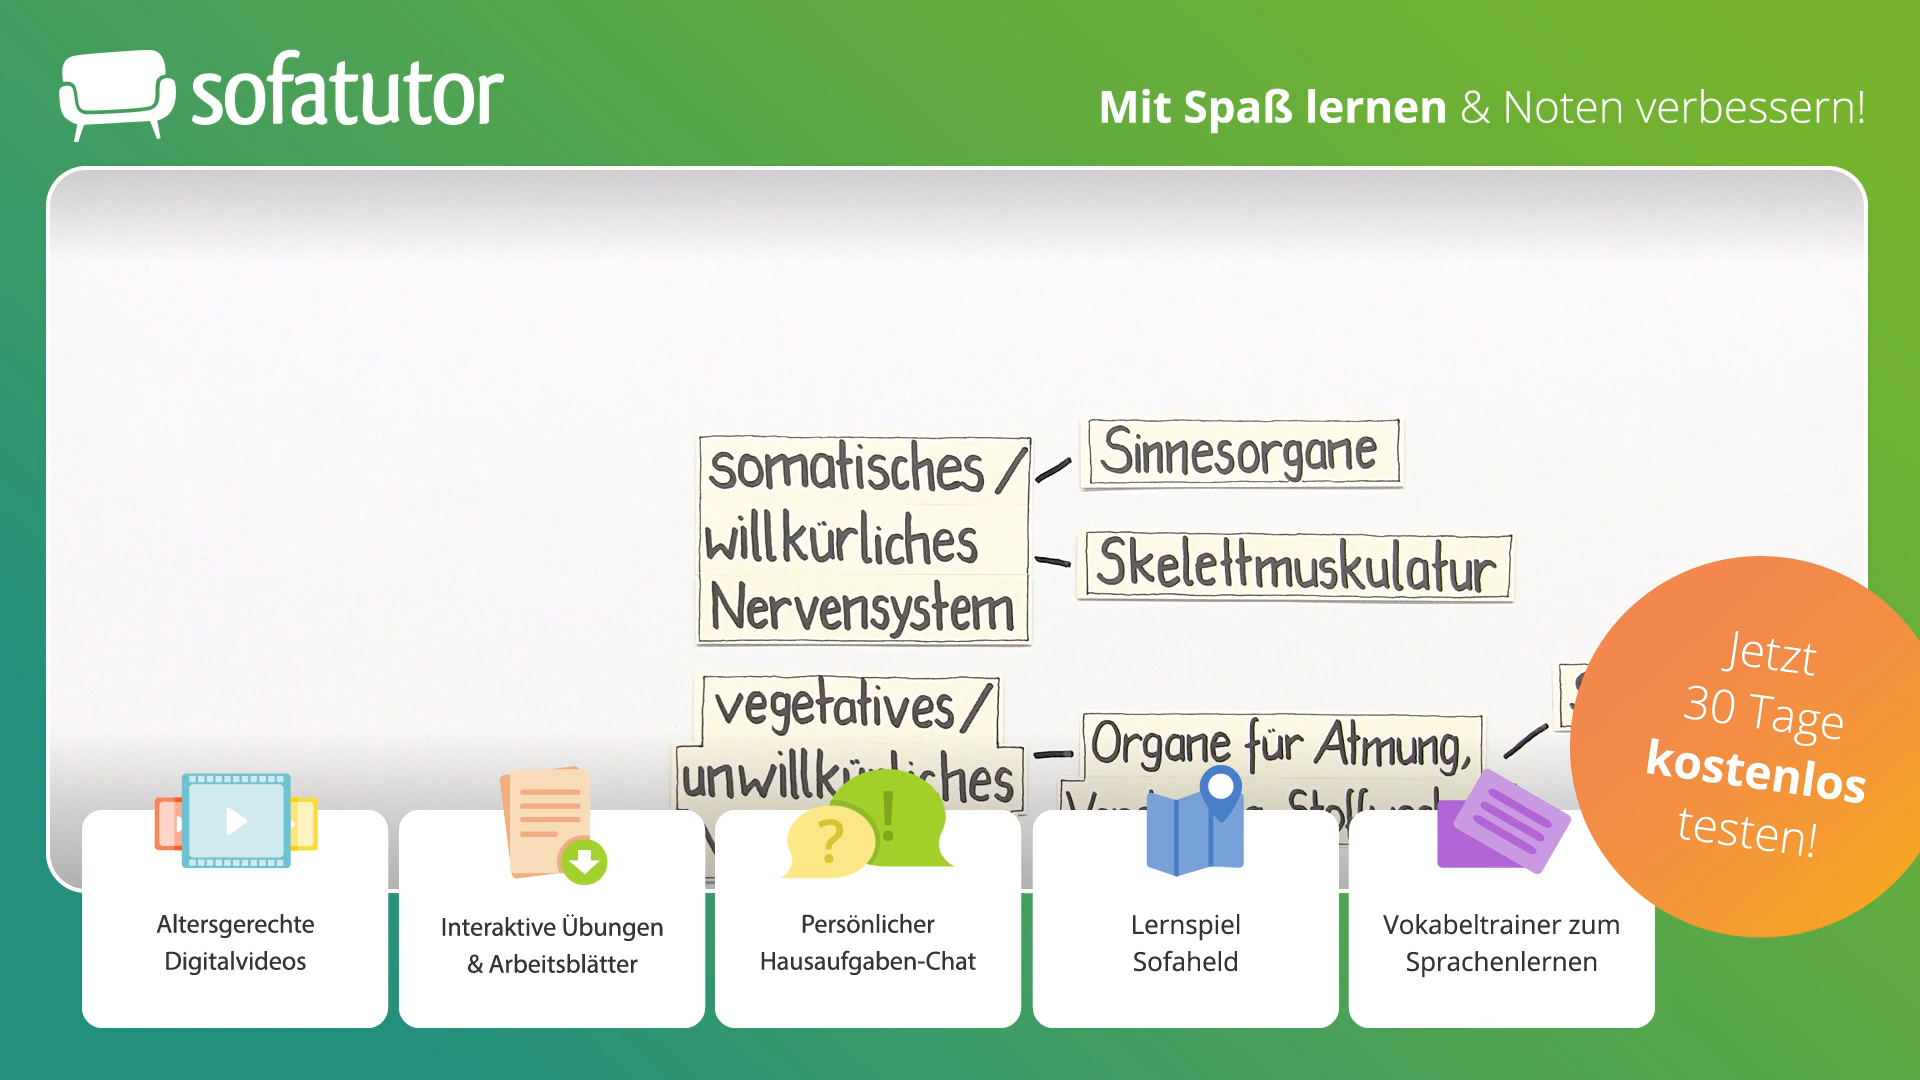 sofatutor
Mit Spaß lernen & Noten verbessern!
somatisches /
willkürliches
Nervensystem
Sinnesorgane
Skelettmuskulatur
vegetatives /
unwillkürliches
Organe für Atmung,
Jetzt
30 Tage
kostenlos
testen!
Altersgerechte
Digitalvideos
Interaktive Übungen
& Arbeitsblätter
?
!
Persönlicher
Hausaufgaben-Chat
Lernspiel
Sofaheld
Vokabeltrainer zum
Sprachenlernen